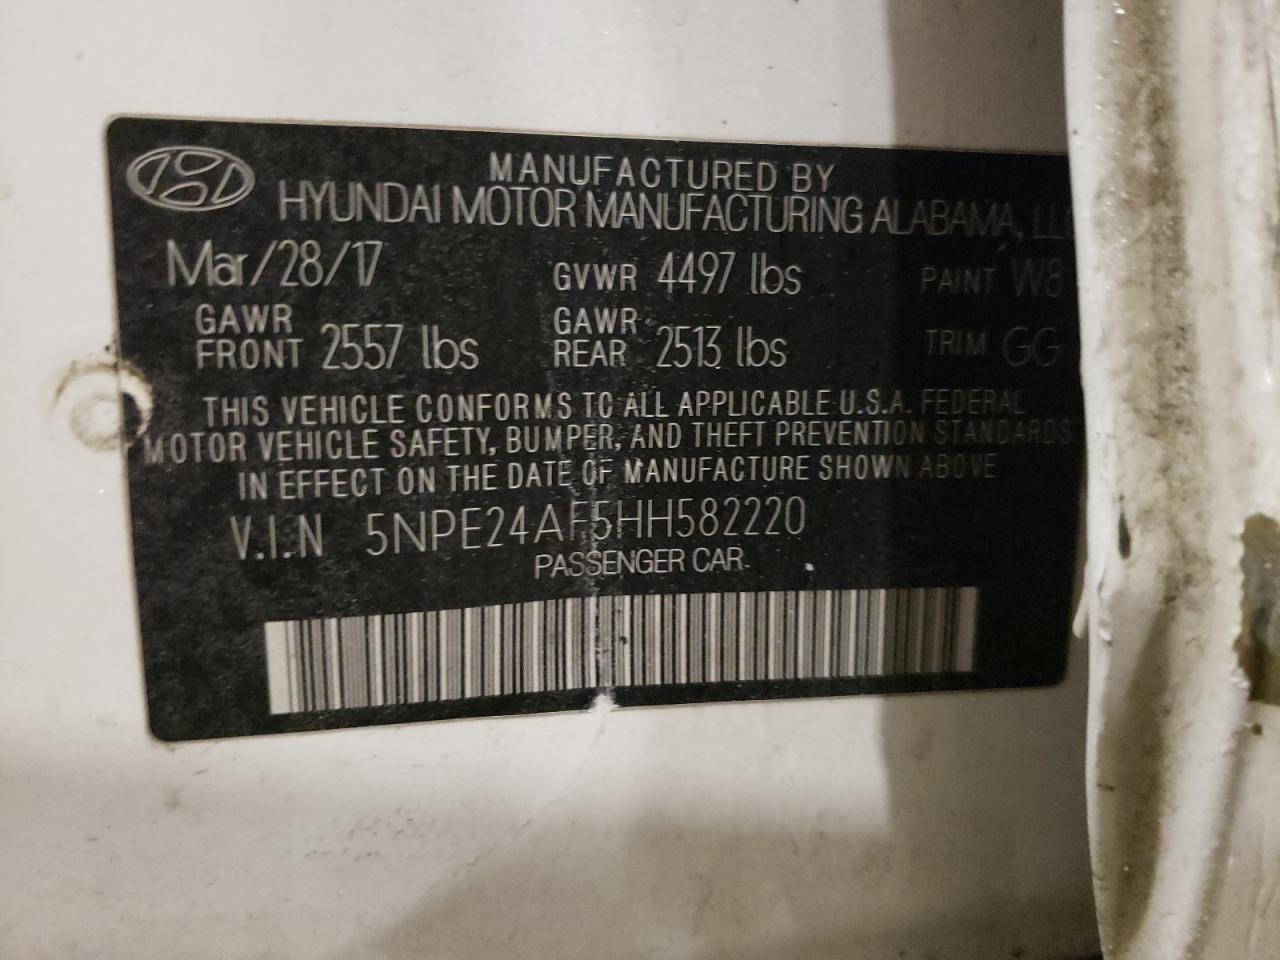 MANUFACTURED BY
HYUNDAI MOTOR MANUFACTURING ALABAMA, LLC
Mar/28/17 GVWR 4497 lbs PAINT W8
GAWR FRONT 2557 lbs GAWR REAR 2513 lbs TRIM GG
THIS VEHICLE CONFORMS TO ALL APPLICABLE U.S.A. FEDERAL
MOTOR VEHICLE SAFETY, BUMPER, AND THEFT PREVENTION STANDARDS
IN EFFECT ON THE DATE OF MANUFACTURE SHOWN ABOVE
V.I.N 5NPE24AF5HH582220
PASSENGER CAR